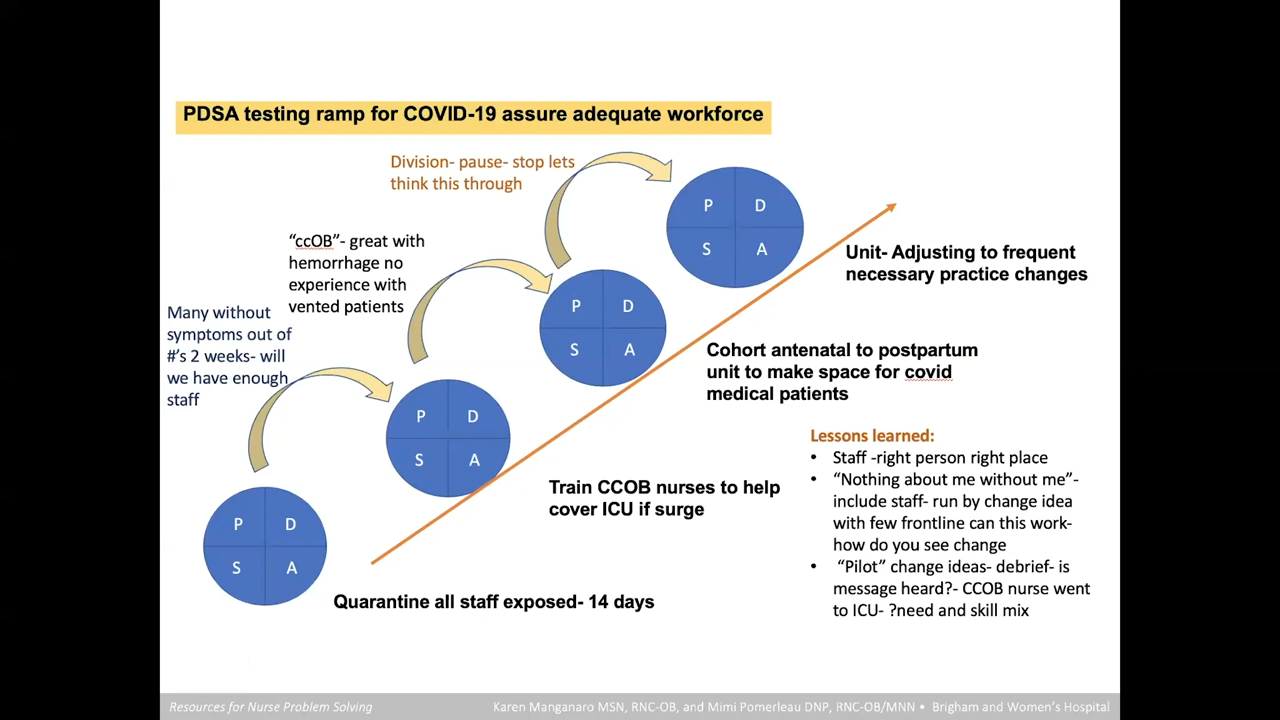 PDSA testing ramp for COVID-19 assure adequate workforce
Division- pause- stop lets
think this through
P D
S A
"ccOB"- great with
hemorrhage no
experience with
vented patients
Unit- Adjusting to frequent
necessary practice changes
P D
S A
Many without
symptoms out of
#'s 2 weeks- will
we have enough
staff
Cohort antenatal to postpartum
unit to make space for covid
medical patients
P D
S A
Train CCOB nurses to help
cover ICU if surge
P D
S A
Quarantine all staff exposed- 14 days
Lessons learned:
• Staff -right person right place
• “Nothing about me without me”-
include staff- run by change idea
with few frontline can this work-
how do you see change
• “Pilot” change ideas- debrief- is
message heard?- CCOB nurse went
to ICU- ?need and skill mix
Resources for Nurse Problem Solving
Karen Manganaro MSN, RNC-OB, and Mimi Pomerleau DNP, RNC-OB/MNN • Brigham and Women's Hospital